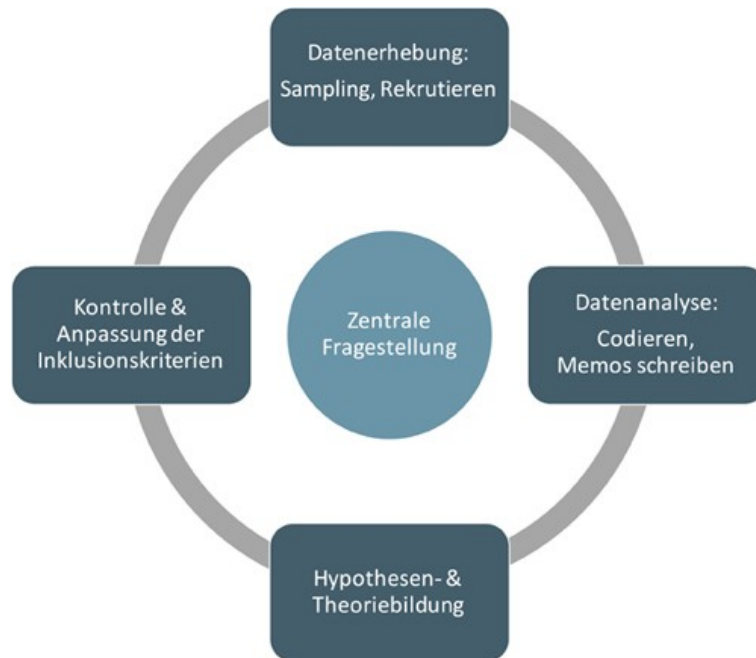 Datenerhebung:
Sampling, Rekrutieren
Kontrolle &
Anpassung der
Inklusionskriterien
Zentrale
Fragestellung
Datenanalyse:
Codieren,
Memos schreiben
Hypothesen- &
Theoriebildung